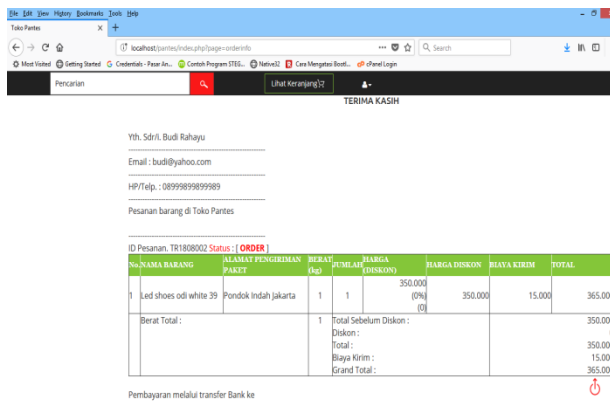 File Edit View History Bookmarks Tools Help
Toko Pantes
localhost/pantes/index.php?page=orderinfo
Search
Most Visited Getting Started Credentials - Pasar An... Contoh Program STEG... Native32 Cara Mengatasi Bootl... cPanel Login
Pencarian Lihat Keranjang
TERIMA KASIH
Yth. Sdr/i. Budi Rahayu
Email : budi@yahoo.com
HP/Telp. : 08999899899989
Pesanan barang di Toko Pantes
ID Pesanan. TR1808002 Status : [ ORDER ]
No. NAMA BARANG ALAMAT PENGIRIMAN PAKET BERAT (kg) JUMLAH HARGA (DISKON) HARGA DISKON BIAYA KIRIM TOTAL
1 Led shoes odi white 39 Pondok Indah Jakarta 1 1 350.000 (0%) (0) 350.000 15.000 365.00
Berat Total : 1 Total Sebelum Diskon : 350.00
Diskon :
Total : 350.00
Biaya Kirim : 15.00
Grand Total : 365.00
Pembayaran melalui transfer Bank ke